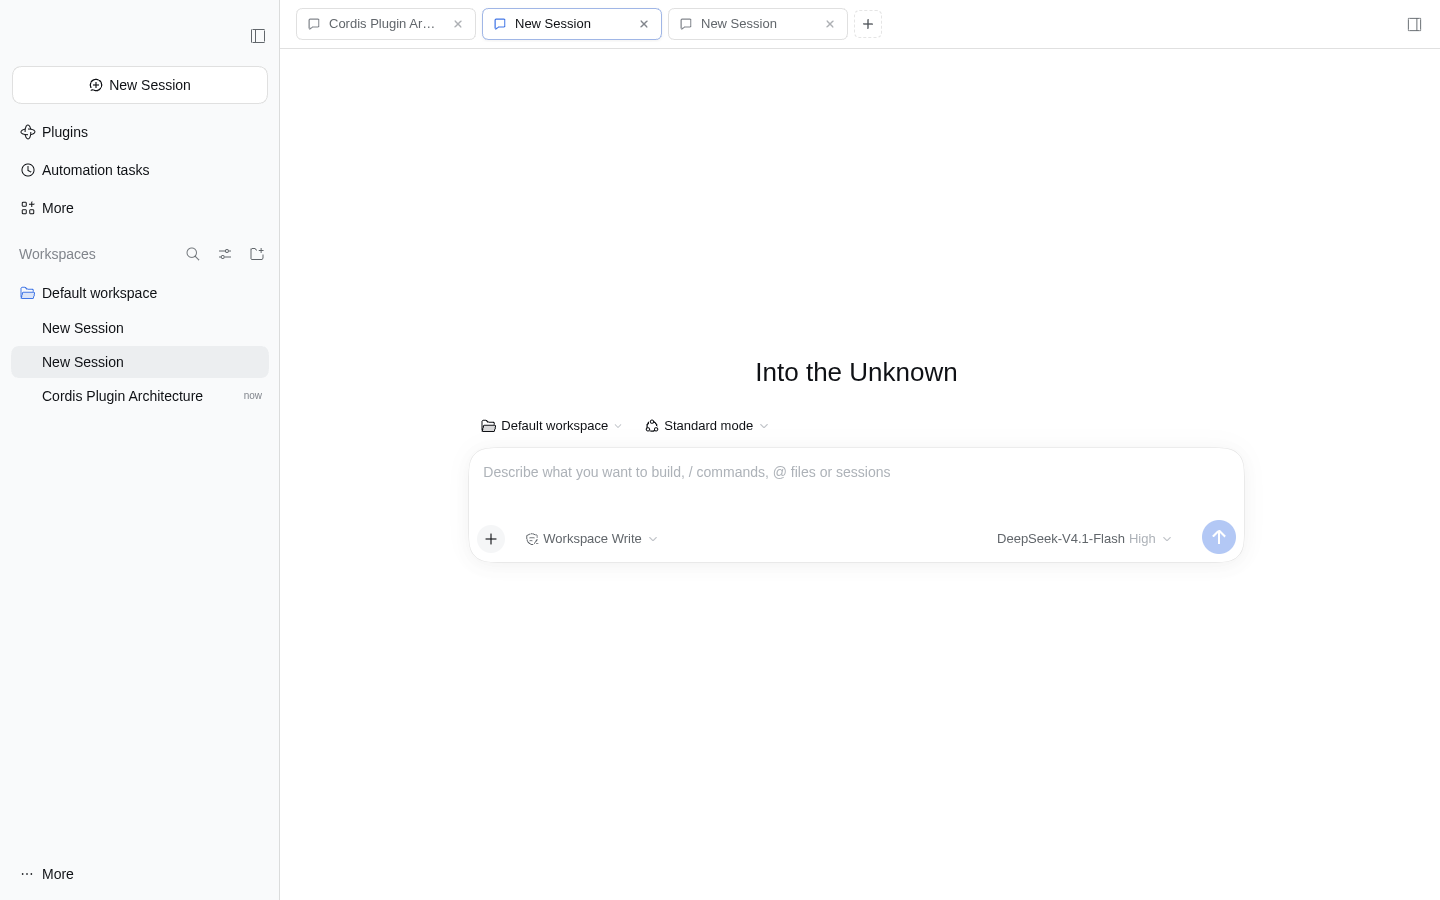 New Session
Plugins
Automation tasks
More
Workspaces
Default workspace
New Session
New Session
Cordis Plugin Architecture now
More
Cordis Plugin Ar…
New Session
New Session
Into the Unknown
Default workspace
Standard mode
Describe what you want to build, / commands, @ files or sessions
Workspace Write
DeepSeek-V4.1-Flash High